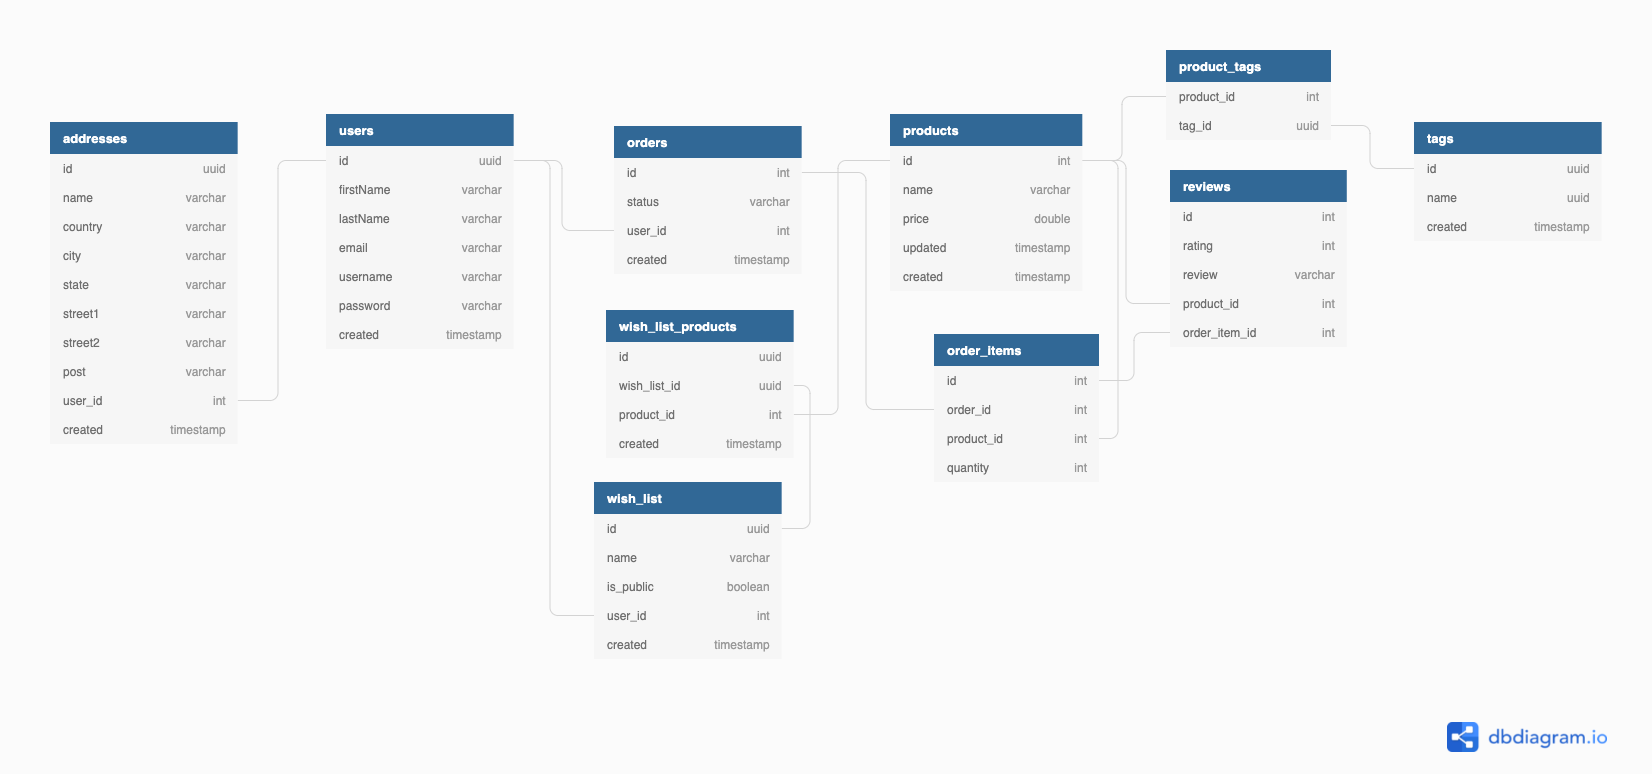 addresses
id uuid
name varchar
country varchar
city varchar
state varchar
street1 varchar
street2 varchar
post varchar
user_id int
created timestamp
users
id uuid
firstName varchar
lastName varchar
email varchar
username varchar
password varchar
created timestamp
orders
id int
status varchar
user_id int
created timestamp
wish_list_products
id uuid
wish_list_id uuid
product_id int
created timestamp
wish_list
id uuid
name varchar
is_public boolean
user_id int
created timestamp
products
id int
name varchar
price double
updated timestamp
created timestamp
order_items
id int
order_id int
product_id int
quantity int
product_tags
product_id int
tag_id uuid
reviews
id int
rating int
review varchar
product_id int
order_item_id int
tags
id uuid
name uuid
created timestamp
dbdiagram.io